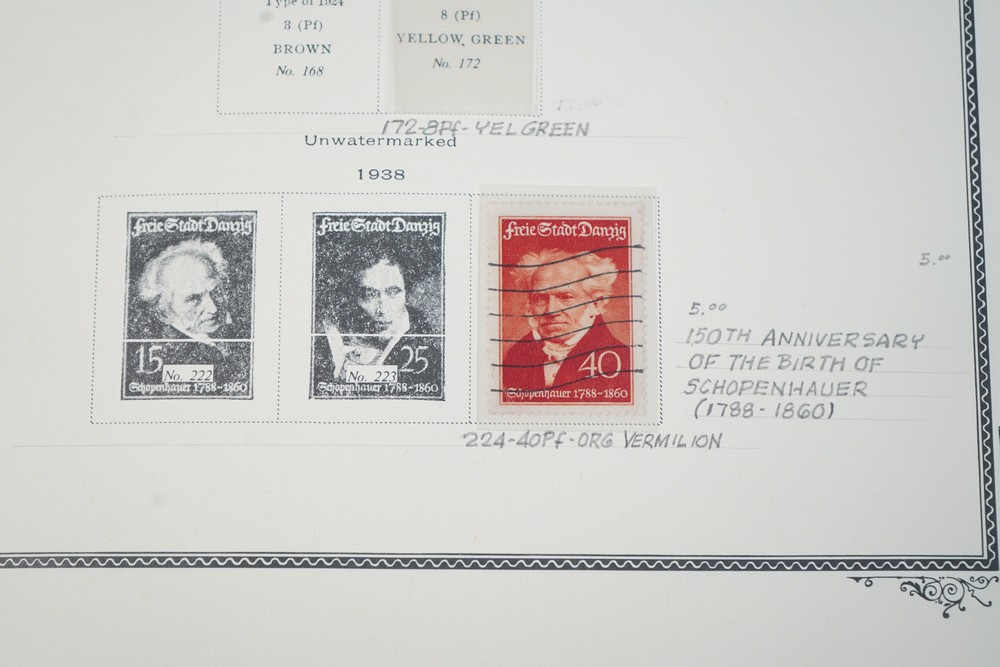 Type of 1924
3 (Pf)
BROWN
No. 168
8 (Pf)
YELLOW GREEN
No. 172
17.00
172-8Pf-YELGREEN
Unwatermarked
1938
Freie Stadt Danzig
15
No. 222
Schopenhauer 1788-1860
Freie Stadt Danzig
25
No. 223
Schopenhauer 1788-1860
Freie Stadt Danzig
40
Schopenhauer 1788-1860
5.00
5.00
150TH ANNIVERSARY
OF THE BIRTH OF
SCHOPENHAUER
(1788-1860)
224-40Pf-ORG VERMILION